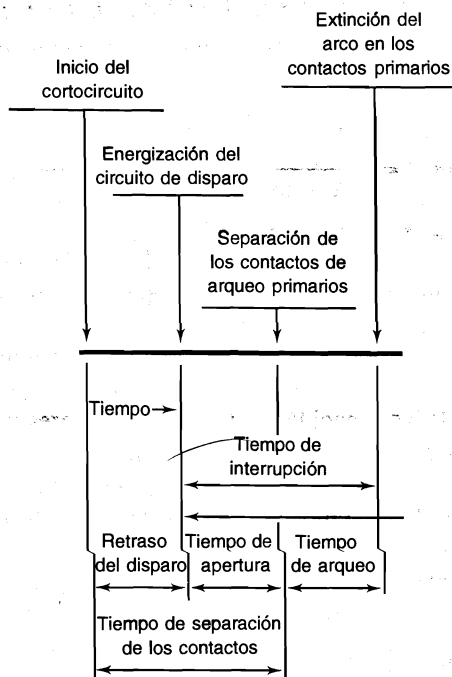 Extinción del
arco en los
contactos primarios
Inicio del
cortocircuito
Energización del
circuito de disparo
Separación de
los contactos de
arqueo primarios
Tiempo
Tiempo de
interrupción
Retraso
del disparo
Tiempo de
apertura
Tiempo
de arqueo
Tiempo de separación
de los contactos